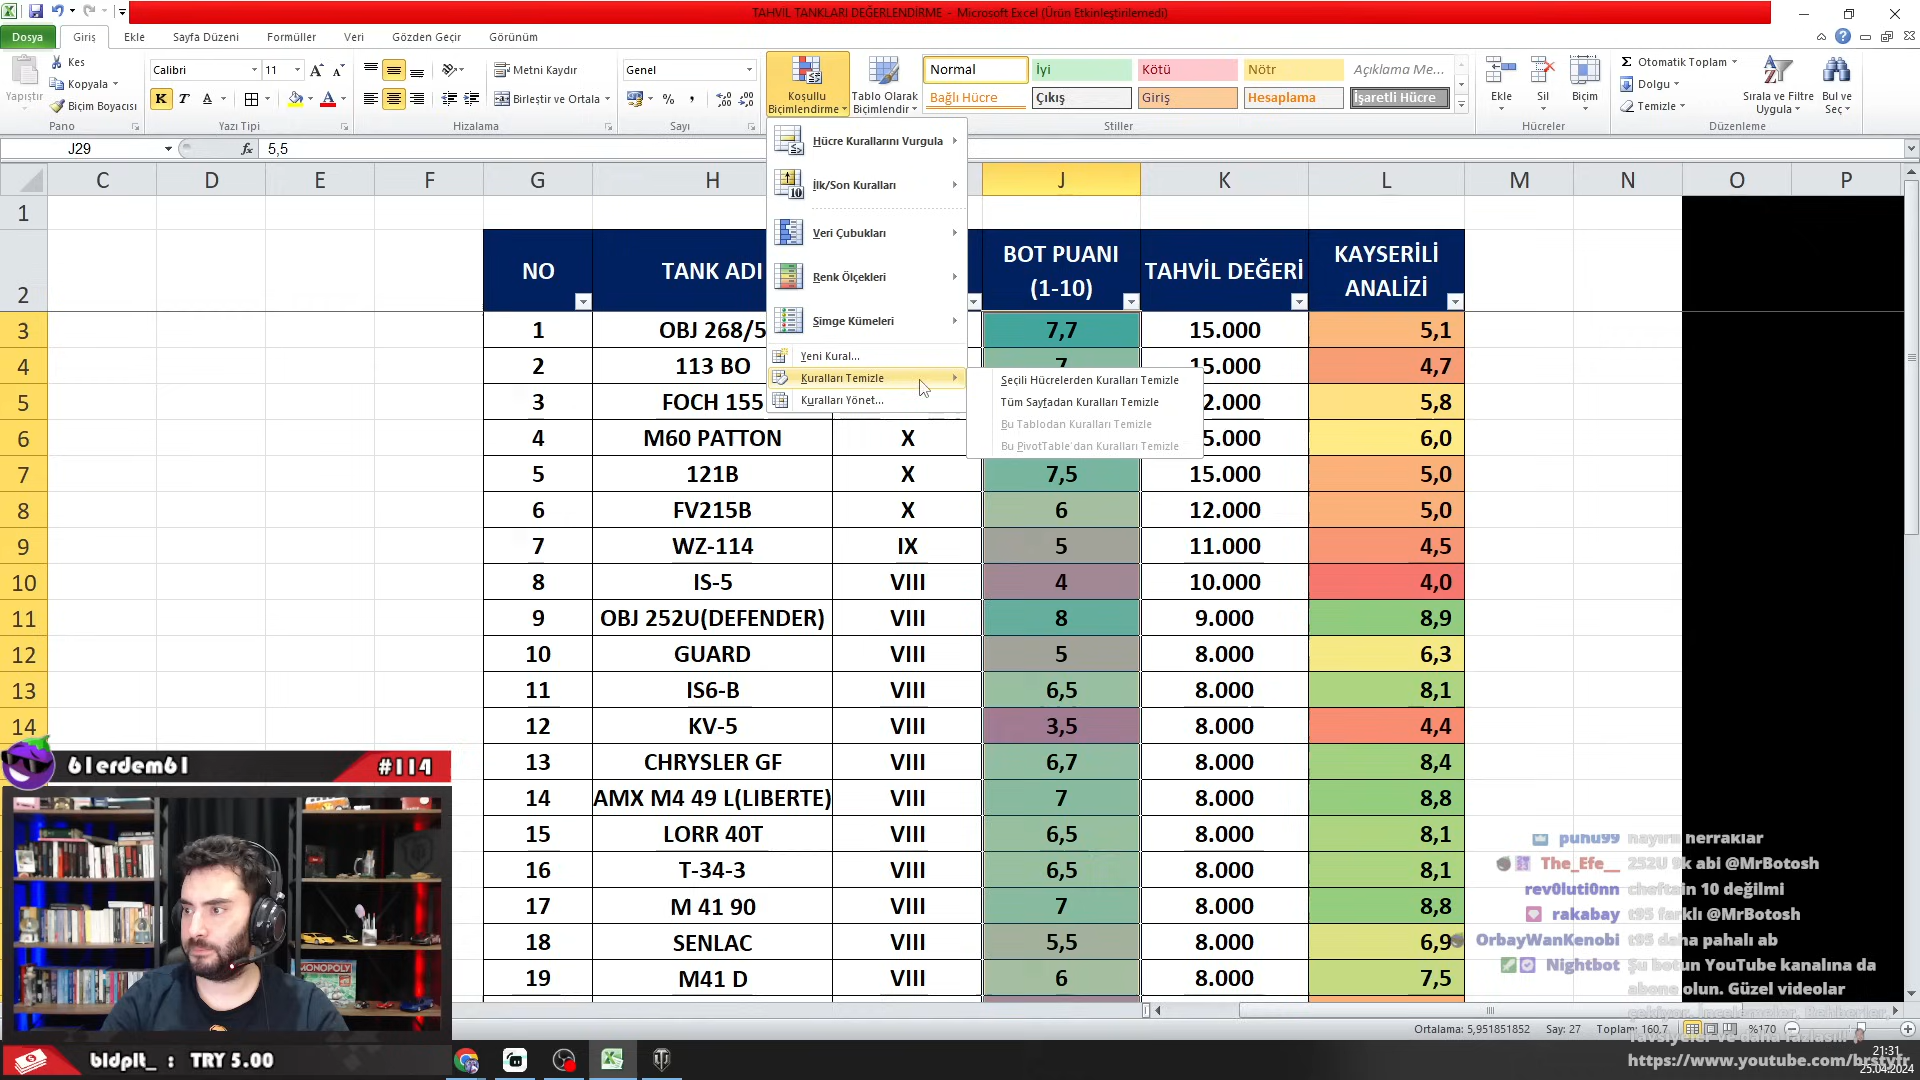 TAHVİL TANKLARI DEĞERLENDİRME - Microsoft Excel (Ürün Etkinleştirilemedi)
Dosya Giriş Ekle Sayfa Düzeni Formüller Veri Gözden Geçir Görünüm
Yapıştır
Kes
Kopyala
Biçim Boyacısı
Pano
Calibri 11
K T A
Yazı Tipi
Metni Kaydır
Birleştir ve Ortala
Hizalama
Genel
Sayı
Koşullu Biçimlendirme
Tablo Olarak Biçimlendir
Normal İyi Kötü Nötr Açıklama Me...
Bağlı Hücre Çıkış Giriş Hesaplama İşaretli Hücre
Stiller
Ekle Sil Biçim
Hücreler
Σ Otomatik Toplam
Dolgu
Temizle
Sırala ve Filtre Uygula
Bul ve Seç
Düzenleme
J29 fx 5,5
Hücre Kurallarını Vurgula
İlk/Son Kuralları
Veri Çubukları
Renk Ölçekleri
Simge Kümeleri
Yeni Kural...
Kuralları Temizle
Kuralları Yönet...
Seçili Hücrelerden Kuralları Temizle
Tüm Sayfadan Kuralları Temizle
Bu Tablodan Kuralları Temizle
Bu PivotTable'dan Kuralları Temizle
C D E F G H J K L M N O P
1
2 NO TANK ADI BOT PUANI (1-10) TAHVİL DEĞERİ KAYSERİLİ ANALİZİ
3 1 OBJ 268/5 7,7 15.000 5,1
4 2 113 BO 7 15.000 4,7
5 3 FOCH 155 2.000 5,8
6 4 M60 PATTON X 5.000 6,0
7 5 121B X 7,5 15.000 5,0
8 6 FV215B X 6 12.000 5,0
9 7 WZ-114 IX 5 11.000 4,5
10 8 IS-5 VIII 4 10.000 4,0
11 9 OBJ 252U(DEFENDER) VIII 8 9.000 8,9
12 10 GUARD VIII 5 8.000 6,3
13 11 IS6-B VIII 6,5 8.000 8,1
14 12 KV-5 VIII 3,5 8.000 4,4
13 CHRYSLER GF VIII 6,7 8.000 8,4
14 AMX M4 49 L(LIBERTE) VIII 7 8.000 8,8
15 LORR 40T VIII 6,5 8.000 8,1
16 T-34-3 VIII 6,5 8.000 8,1
17 M 41 90 VIII 7 8.000 8,8
18 SENLAC VIII 5,5 8.000 6,9
19 M41 D VIII 6 8.000 7,5
61erdem61 #114
MONOPOLY
bidplt_ : TRY 5.00
punu99 hayırlı herraklar
The_Efe__ 252U 9k abi @MrBotosh
rev0luti0nn cheftain 10 değilmi
rakabay t95 farklı @MrBotosh
OrbayWanKenobi t95 daha pahalı ab
Nightbot Şu botun YouTube kanalına da
abone olun. Güzel videolar
çekiyor. İncelemeler, Rehberler,
Tavsiyeler ve daha fazlası!!
https://www.youtube.com/brstyfr
Ortalama: 5,951851852 Say: 27 Toplam: 160,7 %170
21:31
25.04.2024